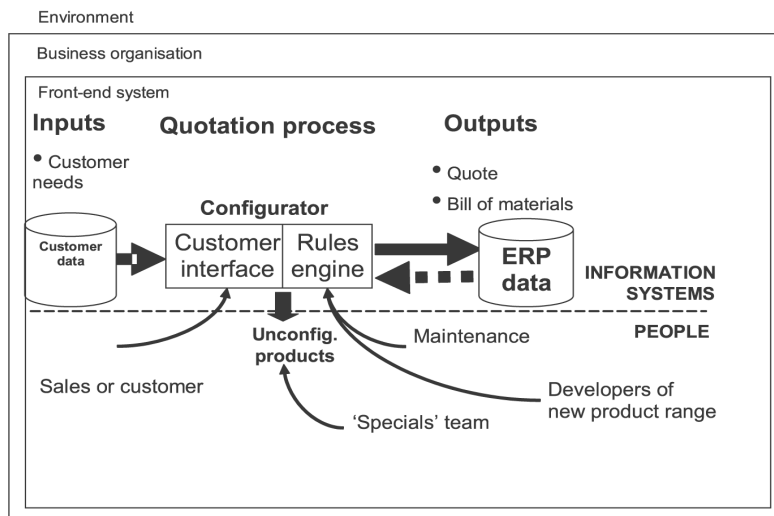 Environment
Business organisation
Front-end system
Inputs
Quotation process
Outputs
• Customer
needs
• Quote
• Bill of materials
Configurator
Customer
data
Customer
interface
Rules
engine
ERP
data
INFORMATION
SYSTEMS
PEOPLE
Unconfig.
products
Maintenance
Sales or customer
Developers of
new product range
‘Specials’ team